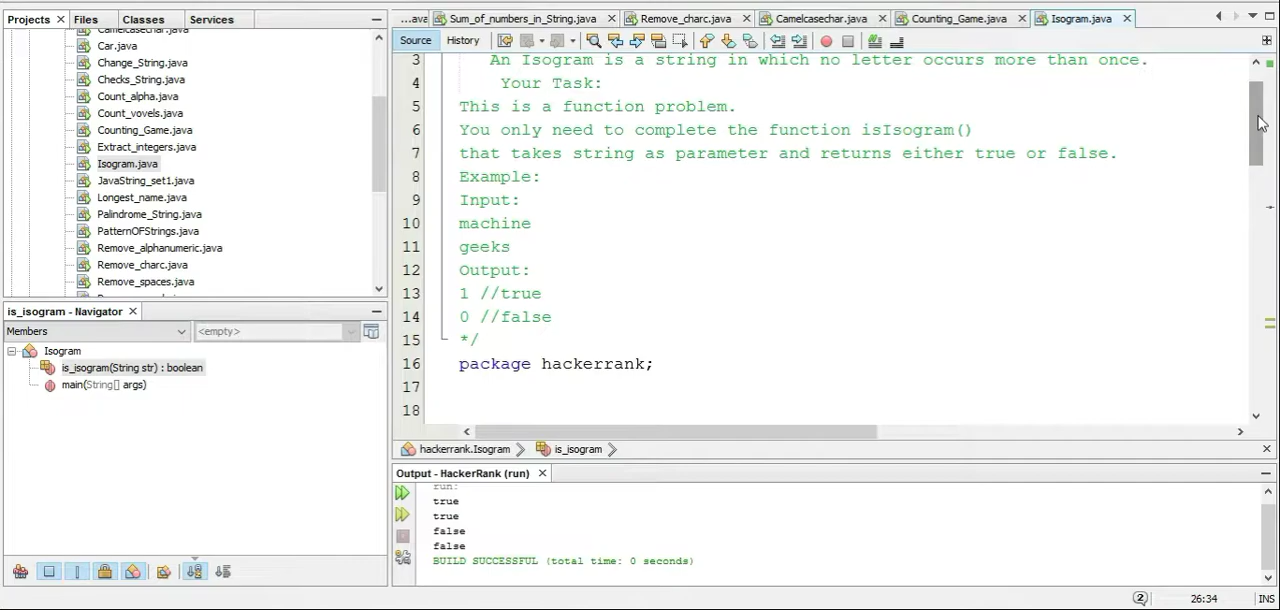 Projects Files Classes Services
Camelcasechar.java
Car.java
Change_String.java
Checks_String.java
Count_alpha.java
Count_vovels.java
Counting_Game.java
Extract_integers.java
Isogram.java
JavaString_set1.java
Longest_name.java
Palindrome_String.java
PatternOFStrings.java
Remove_alphanumeric.java
Remove_charc.java
Remove_spaces.java
is_isogram - Navigator
Members <empty>
Isogram
is_isogram(String str) : boolean
main(String[] args)
...ava Sum_of_numbers_in_String.java Remove_charc.java Camelcasechar.java Counting_Game.java Isogram.java
Source History
3 An Isogram is a string in which no letter occurs more than once.
4 Your Task:
5 This is a function problem.
6 You only need to complete the function isIsogram()
7 that takes string as parameter and returns either true or false.
8 Example:
9 Input:
10 machine
11 geeks
12 Output:
13 1 //true
14 0 //false
15 */
16 package hackerrank;
17
18
hackerrank.Isogram is_isogram
Output - HackerRank (run)
run:
true
true
false
false
BUILD SUCCESSFUL (total time: 0 seconds)
2 26:34 INS